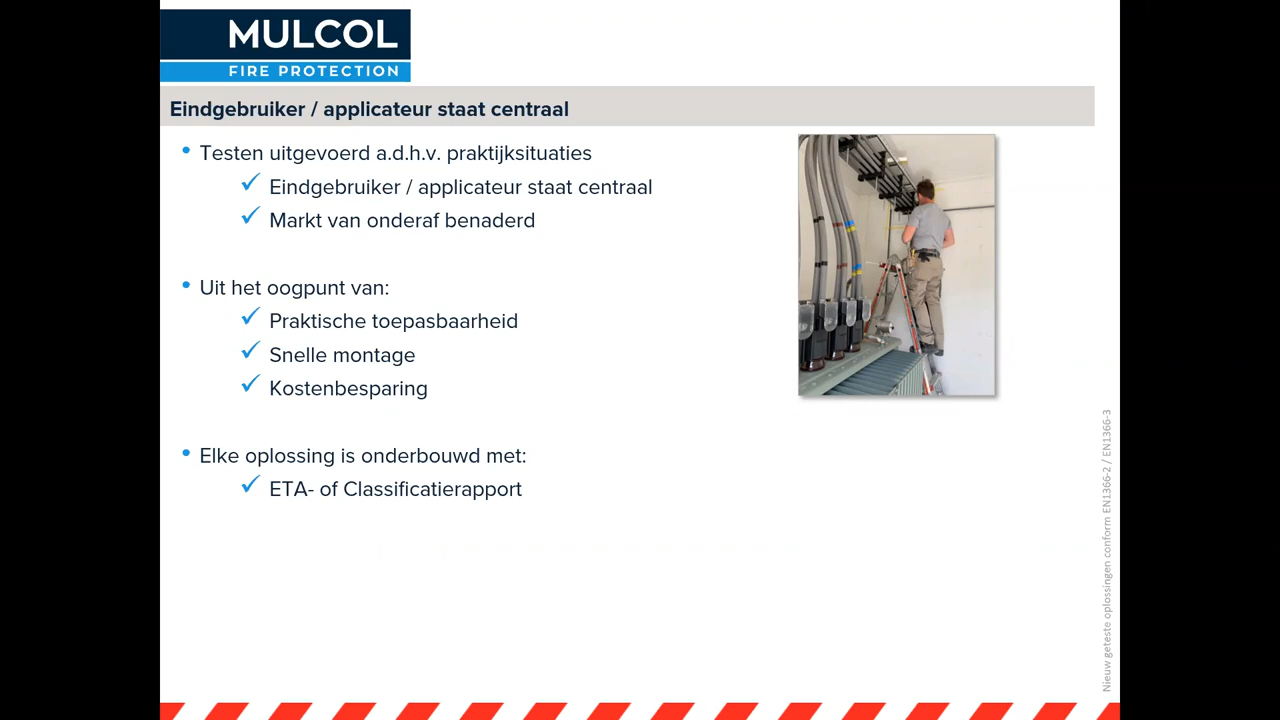 MULCOL
FIRE PROTECTION
Eindgebruiker / applicateur staat centraal
• Testen uitgevoerd a.d.h.v. praktijksituaties
✓ Eindgebruiker / applicateur staat centraal
✓ Markt van onderaf benaderd
• Uit het oogpunt van:
✓ Praktische toepasbaarheid
✓ Snelle montage
✓ Kostenbesparing
• Elke oplossing is onderbouwd met:
✓ ETA- of Classificatierapport
Nieuw geteste oplossingen conform EN1366-2 / EN1366-3